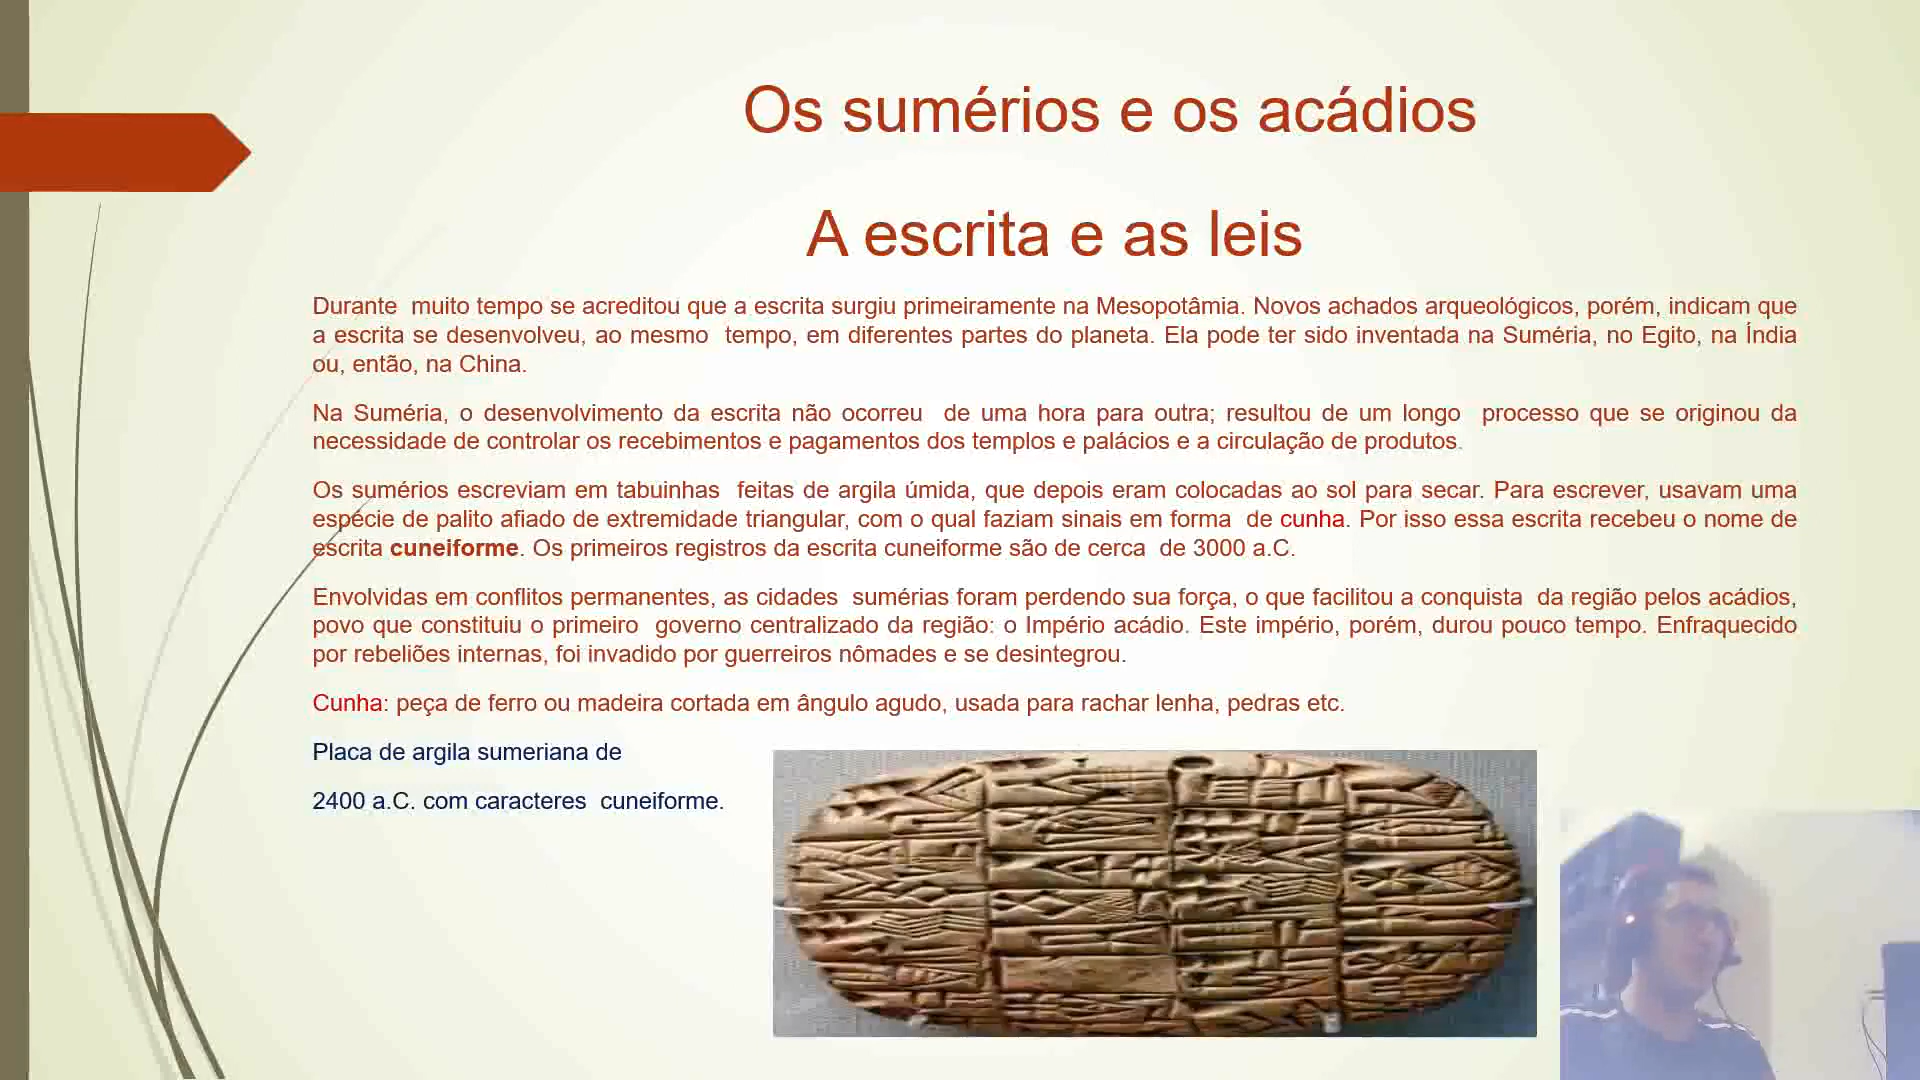 Os sumérios e os acádios
A escrita e as leis
Durante muito tempo se acreditou que a escrita surgiu primeiramente na Mesopotâmia. Novos achados arqueológicos, porém, indicam que
a escrita se desenvolveu, ao mesmo tempo, em diferentes partes do planeta. Ela pode ter sido inventada na Suméria, no Egito, na Índia
ou, então, na China.
Na Suméria, o desenvolvimento da escrita não ocorreu de uma hora para outra; resultou de um longo processo que se originou da
necessidade de controlar os recebimentos e pagamentos dos templos e palácios e a circulação de produtos.
Os sumérios escreviam em tabuinhas feitas de argila úmida, que depois eram colocadas ao sol para secar. Para escrever, usavam uma
espécie de palito afiado de extremidade triangular, com o qual faziam sinais em forma de cunha. Por isso essa escrita recebeu o nome de
escrita cuneiforme. Os primeiros registros da escrita cuneiforme são de cerca de 3000 a.C.
Envolvidas em conflitos permanentes, as cidades sumérias foram perdendo sua força, o que facilitou a conquista da região pelos acádios,
povo que constituiu o primeiro governo centralizado da região: o Império acádio. Este império, porém, durou pouco tempo. Enfraquecido
por rebeliões internas, foi invadido por guerreiros nômades e se desintegrou.
Cunha: peça de ferro ou madeira cortada em ângulo agudo, usada para rachar lenha, pedras etc.
Placa de argila sumeriana de
2400 a.C. com caracteres cuneiforme.